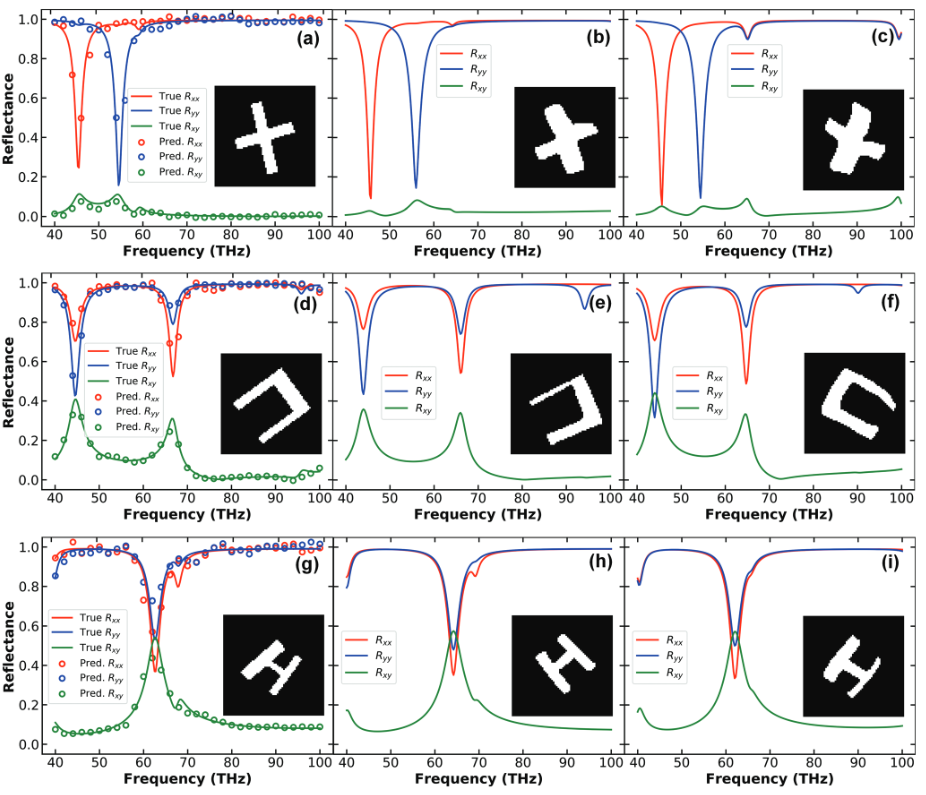 (a)
(b)
(c)
1.0
0.8
0.6
0.4
0.2
0.0
Reflectance
True Rxx
True Ryy
True Rxy
Pred. Rxx
Pred. Ryy
Pred. Rxy
Rxx
Ryy
Rxy
Rxx
Ryy
Rxy
40 50 60 70 80 90 100
40 50 60 70 80 90 100
40 50 60 70 80 90 100
Frequency (THz)
Frequency (THz)
Frequency (THz)
(d)
(e)
(f)
1.0
0.8
0.6
0.4
0.2
0.0
Reflectance
True Rxx
True Ryy
True Rxy
Pred. Rxx
Pred. Ryy
Pred. Rxy
Rxx
Ryy
Rxy
Rxx
Ryy
Rxy
40 50 60 70 80 90 100
40 50 60 70 80 90 100
40 50 60 70 80 90 100
Frequency (THz)
Frequency (THz)
Frequency (THz)
(g)
(h)
(i)
1.0
0.8
0.6
0.4
0.2
0.0
Reflectance
True Rxx
True Ryy
True Rxy
Pred. Rxx
Pred. Ryy
Pred. Rxy
Rxx
Ryy
Rxy
Rxx
Ryy
Rxy
40 50 60 70 80 90 100
40 50 60 70 80 90 100
40 50 60 70 80 90 100
Frequency (THz)
Frequency (THz)
Frequency (THz)